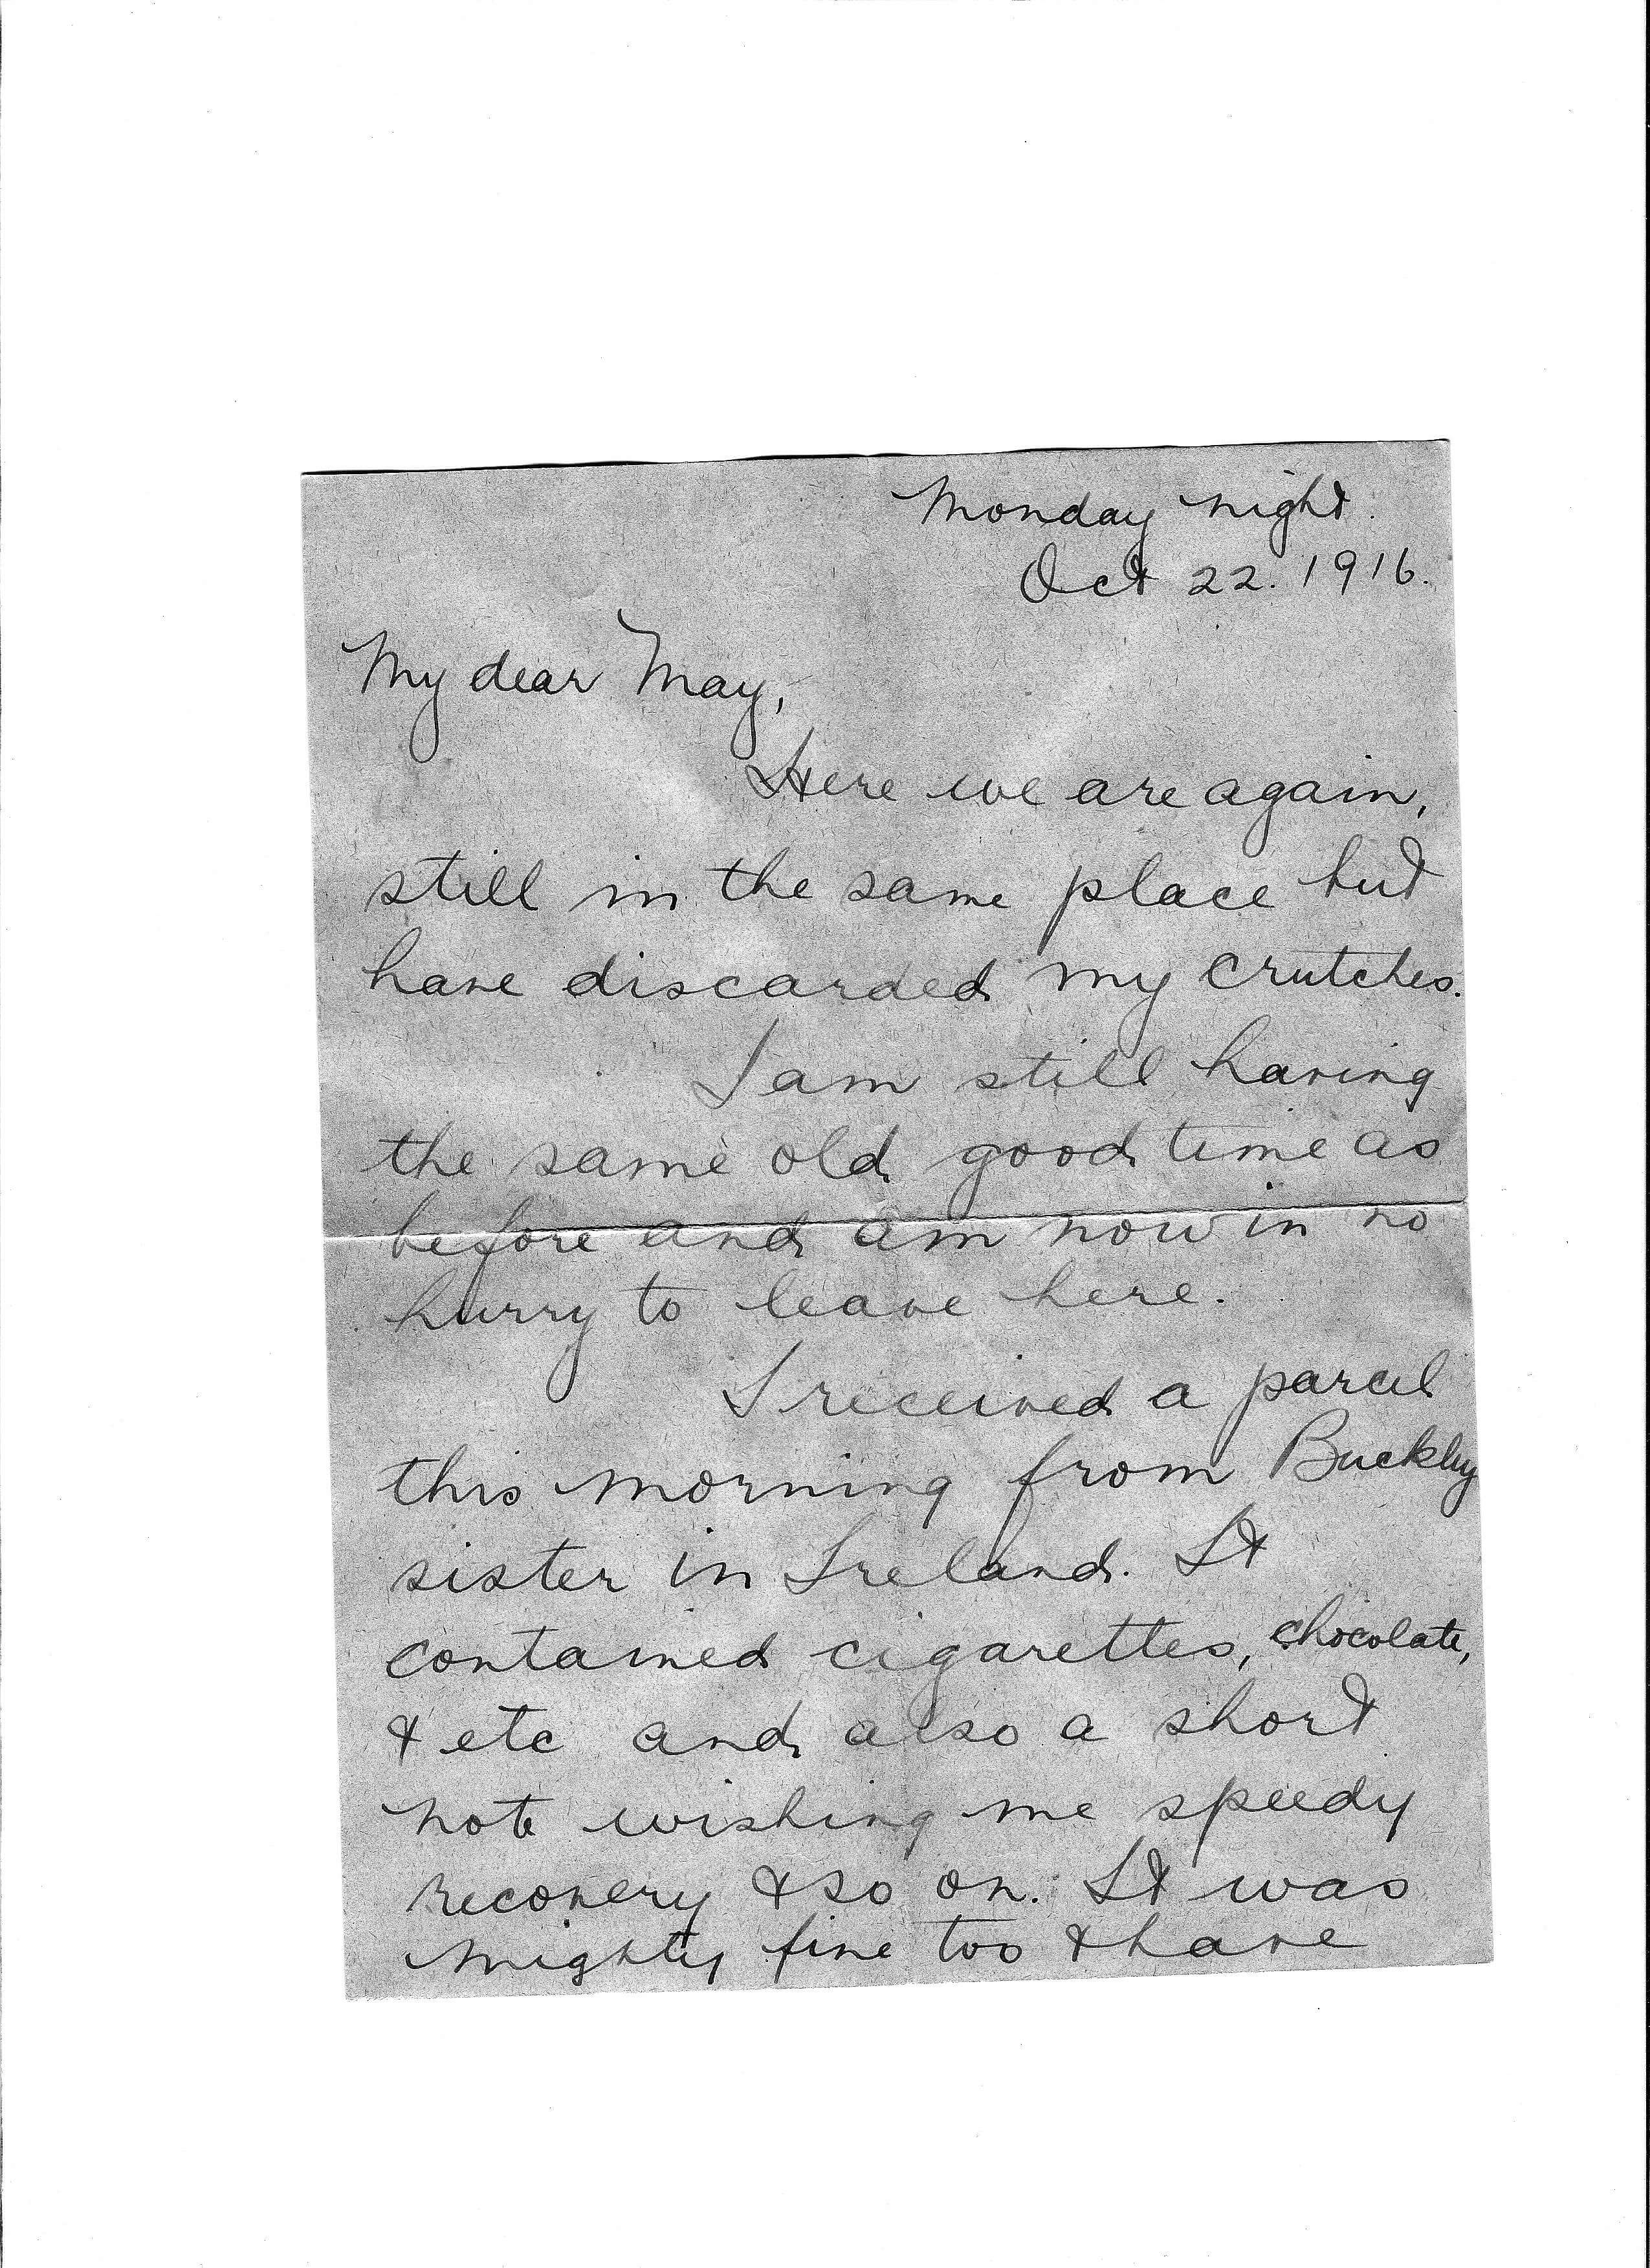 Monday night.
Oct 22. 1916.
My dear May,
Here we are again,
still in the same place but
have discarded my crutches.
I am still having
the same old good time as
before and am now in no
hurry to leave here.
I received a parcel
this morning from Buckley
sister in Ireland. It
contained cigarettes, chocolate,
& etc and also a short
note wishing me speedy
recovery & so on. It was
mighty fine too & have